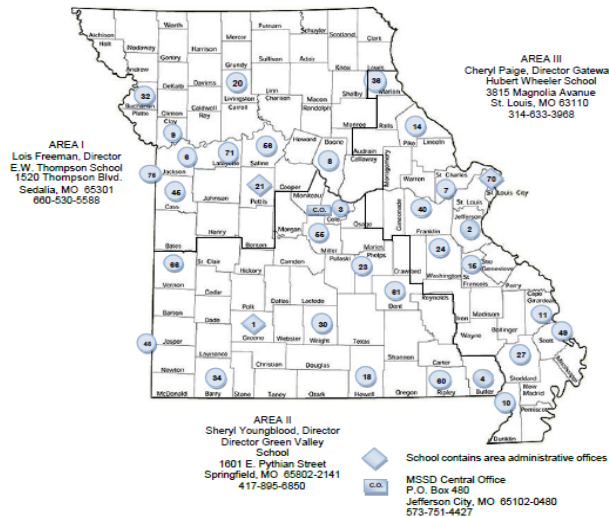 Worth
Putnam
Schuyler
Scotland
Clark
Mercer
Harrison
Nodaway
Gentry
Sullivan
Adair
Knox
Andrew
DeKalb
Daviess
Grundy
20
36
Marion
32
Buchanan
Livingston
Linn
Macon
Shelby
Platte
Clinton
Caldwell
Ray
Carroll
Chariton
Randolph
Monroe
Ralls
Clay
9
14
Pike
Lincoln
Audrain
6
71
58
Howard
Boone
8
Callaway
Montgomery
Lafayette
Saline
Warren
St. Charles
7
70
St. Louis City
St. Louis
Jackson
45
Cass
Johnson
21
Pettis
Cooper
Moniteau
C.O.
3
Cole
Osage
Gasconade
40
Franklin
Jefferson
2
Henry
Benson
Morgan
55
Miller
Maries
24
Washington
15
Ste
Genevieve
St.
Francois
Bates
66
St. Clair
Hickory
Camden
Pulaski
Phelps
23
Crawford
Vernon
Cedar
61
Dent
Reynolds
Iron
Madison
Perry
Cape
Girardeau
Polk
Dallas
Laclede
Barton
Dade
1
Greene
Webster
30
Wright
Texas
Wayne
Bollinger
11
Scott
49
Jasper
Lawrence
Christian
Douglas
Shannon
Carter
27
Stoddard
Newton
McDonald
34
Barry
Stone
Taney
Ozark
18
Howell
Oregon
60
Ripley
4
Butler
New
Madrid
10
Pemiscot
Dunklin
AREA I
Lois Freeman, Director
E.W. Thompson School
1520 Thompson Blvd.
Sedalia, MO 65301
660-530-5588
AREA III
Cheryl Paige, Director Gatewa
Hubert Wheeler School
3815 Magnolia Avanue
St. Louis, MO 63110
314-633-3968
AREA II
Sheryl Youngblood, Director
Director Green Valley
School
1601 E. Pythian Street
Springfield, MO 65802-2141
417-895-6850
School contains area administrative offices
C.O.
MSSD Central Office
P.O. Box 480
Jefferson City, MO 65102-0480
573-751-4427